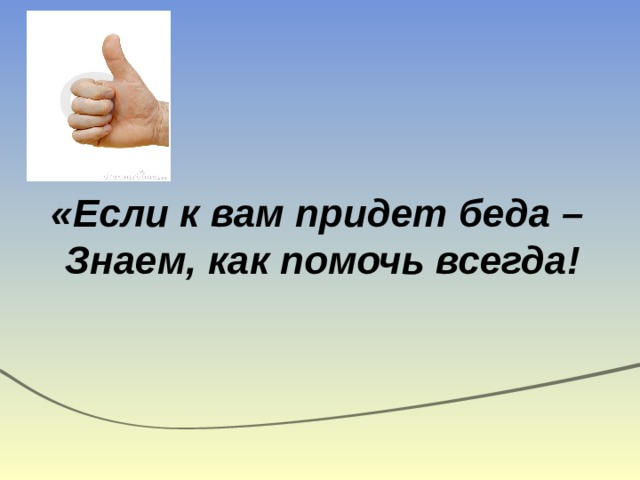 «Если к вам придет беда –
Знаем, как помочь всегда!